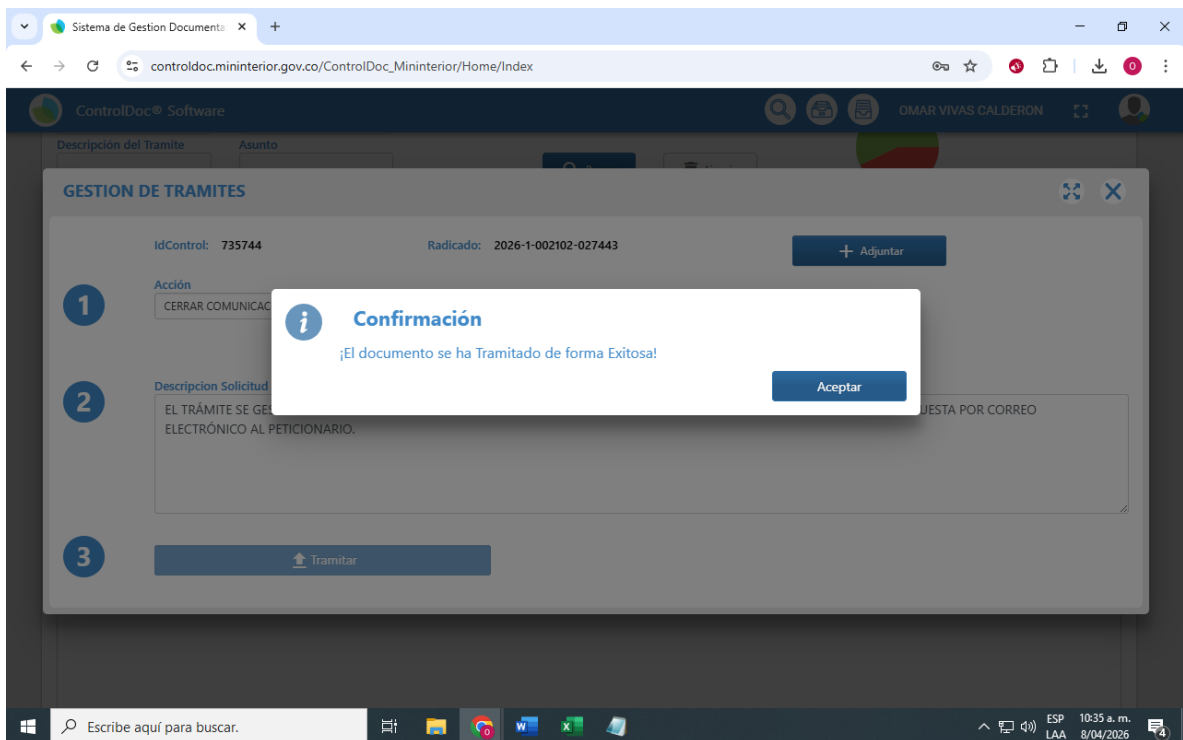 Sistema de Gestion Documenta
controldoc.mininterior.gov.co/ControlDoc_Mininterior/Home/Index
O
ControlDoc® Software
OMAR VIVAS CALDERON
Descripción del Tramite Asunto
GESTION DE TRAMITES
IdControl: 735744 Radicado: 2026-1-002102-027443
+ Adjuntar
1
Acción
CERRAR COMUNICAC
i
Confirmación
¡El documento se ha Tramitado de forma Exitosa!
Aceptar
2
Descripcion Solicitud
EL TRÁMITE SE GES UESTA POR CORREO
ELECTRÓNICO AL PETICIONARIO.
3
Tramitar
Escribe aquí para buscar.
ESP 10:35 a. m.
LAA 8/04/2026
4